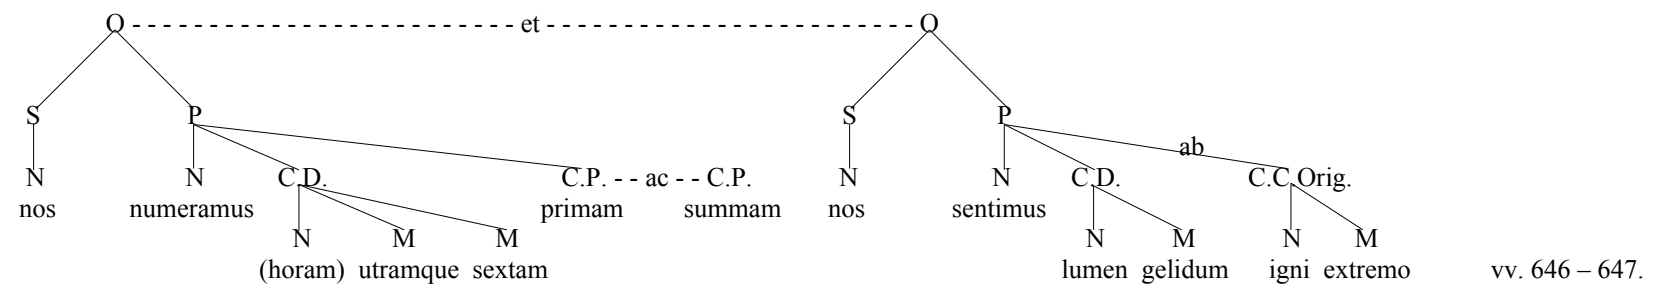 O - - - - - - - - - - - - - - - - - - - - - - - - - - et - - - - - - - - - - - - - - - - - - - - - - - - - O
S P S P
ab
N N C.D. C.P. - - ac - - C.P. N N C.D. C.C.Orig.
nos numeramus primam summam nos sentimus
N M M N M N M
(horam) utramque sextam lumen gelidum igni extremo vv. 646 – 647.